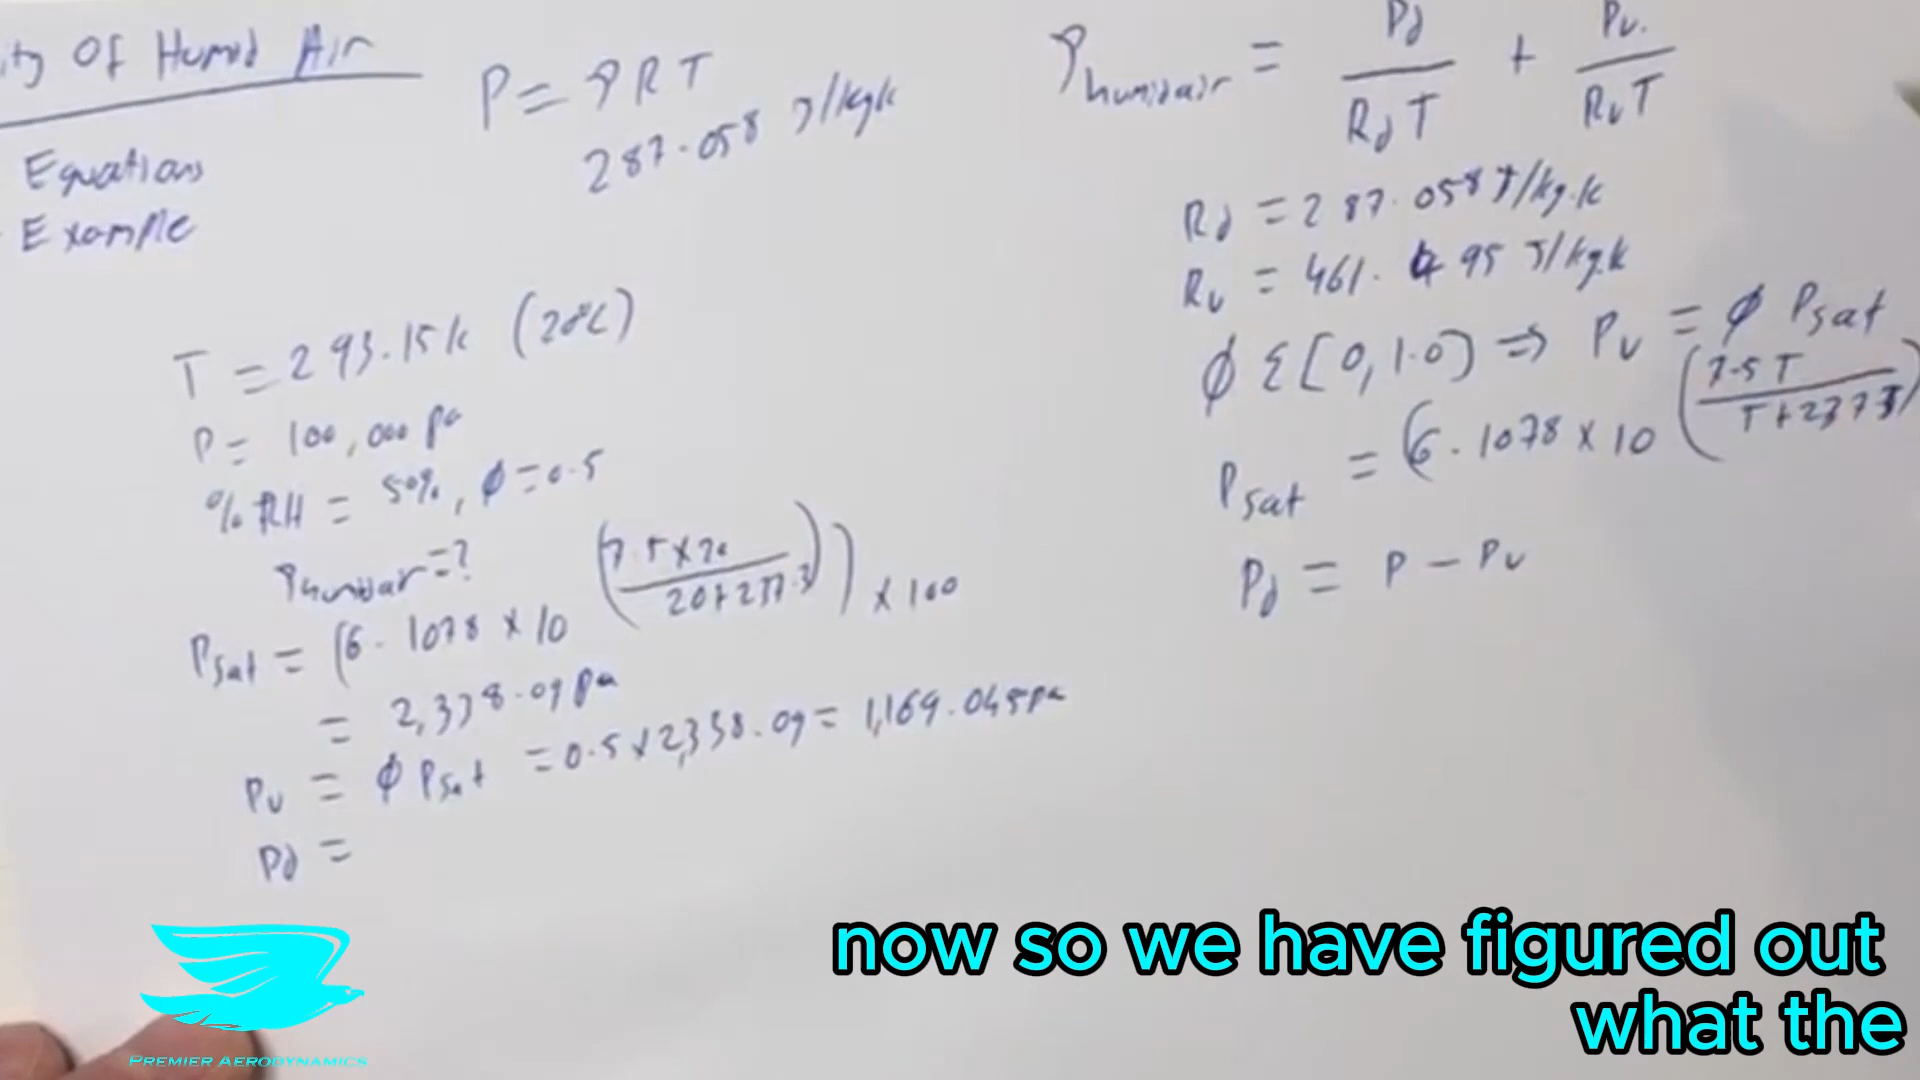 ity Of Humid Air
Equations
Example
P = ρRT
287.058 J/kgK
ρhumidair = Pd/RdT + Pv/RvT
Rd = 287.058 J/kg.K
Rv = 461.495 J/kg.K
ϕ ε [0, 1.0] ⇒ Pv = ϕ Psat
Psat = (6.1078 × 10 (7.5T/T+237.3)
Pd = P - Pv
T = 293.15K (20°C)
P = 100,000 Pa
% RH = 50%, ϕ = 0.5
ρhumidair = ?
Psat = (6.1078 × 10 (7.5×20/20+237.3)) × 100
= 2,338.09 Pa
Pv = ϕ Psat = 0.5 × 2,338.09 = 1,169.045 Pa
Pd =
now so we have figured out
what the
PREMIER AERODYNAMICS